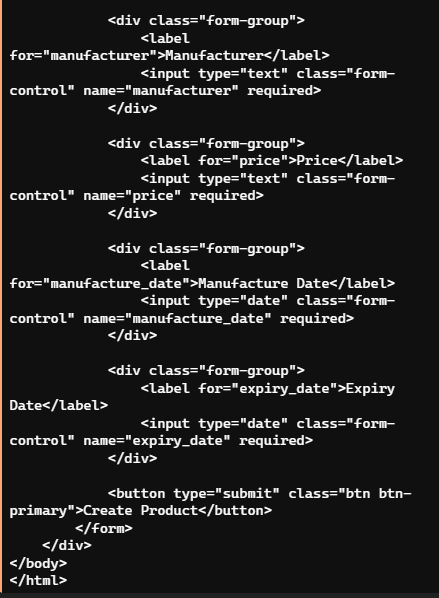 <div class="form-group">
<label
for="manufacturer">Manufacturer</label>
<input type="text" class="form-
control" name="manufacturer" required>
</div>
<div class="form-group">
<label for="price">Price</label>
<input type="text" class="form-
control" name="price" required>
</div>
<div class="form-group">
<label
for="manufacture_date">Manufacture Date</label>
<input type="date" class="form-
control" name="manufacture_date" required>
</div>
<div class="form-group">
<label for="expiry_date">Expiry
Date</label>
<input type="date" class="form-
control" name="expiry_date" required>
</div>
<button type="submit" class="btn btn-
primary">Create Product</button>
</form>
</div>
</body>
</html>